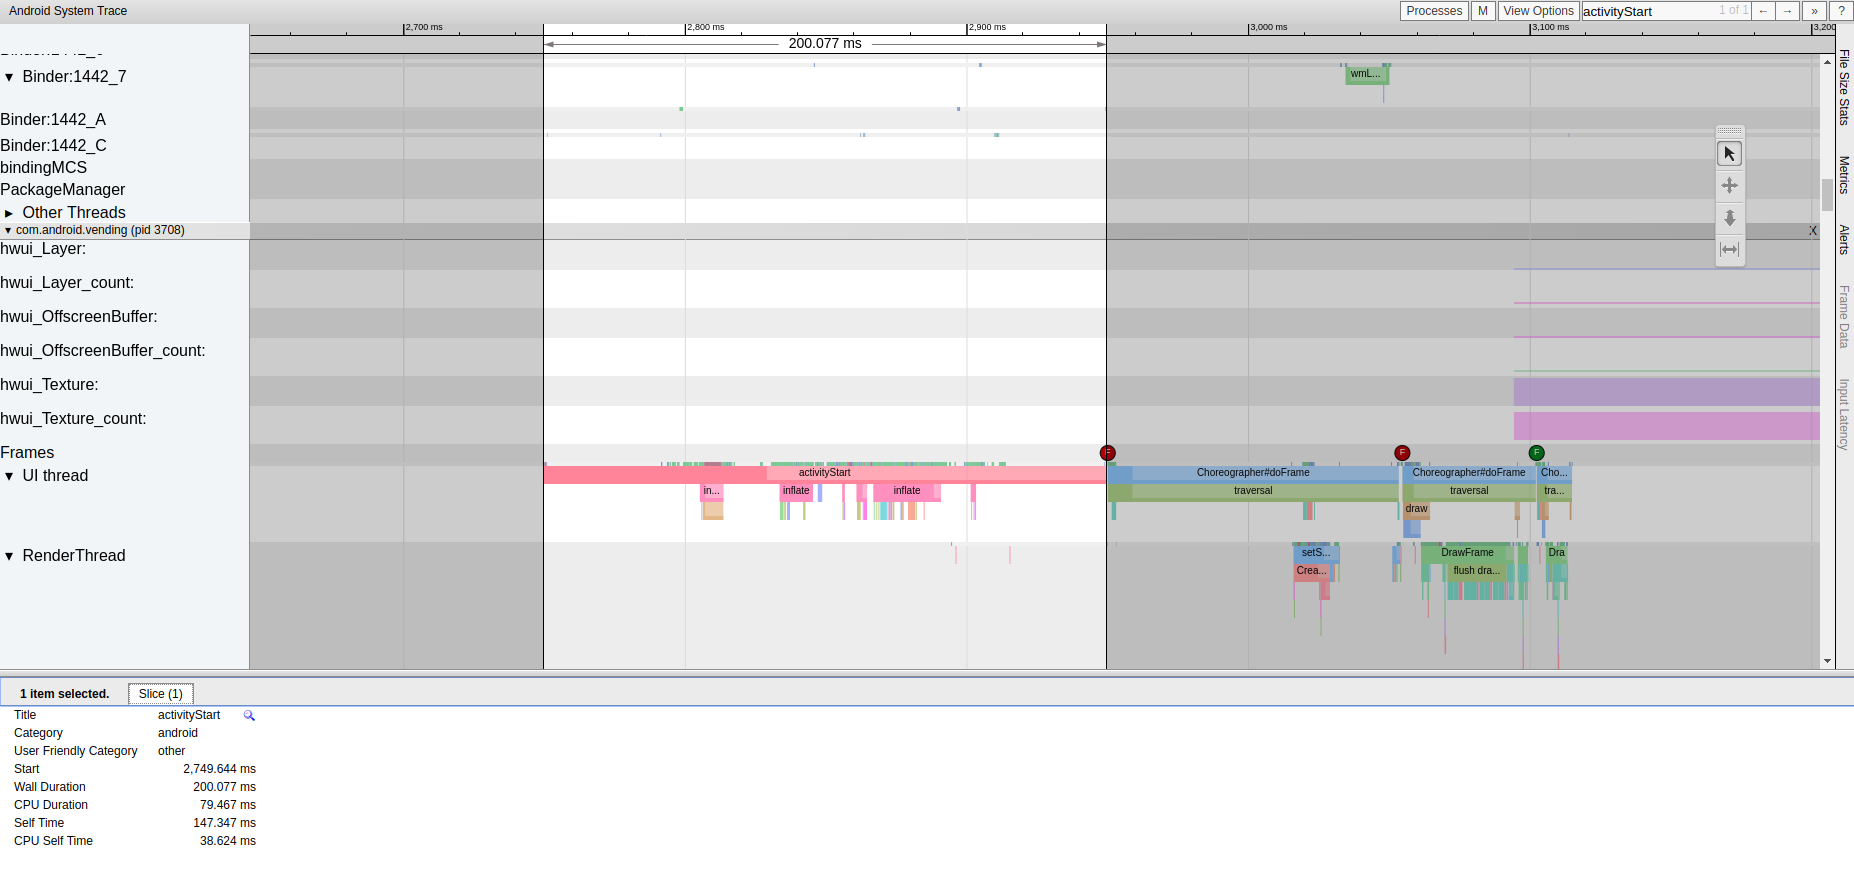 Android System Trace
Processes M View Options activityStart 1 of 1 ← → » ?
2,700 ms 2,800 ms 2,900 ms 3,000 ms 3,100 ms 3,200
200.077 ms
Binder:1442_7
wmL...
Binder:1442_A
Binder:1442_C
bindingMCS
PackageManager
Other Threads
com.android.vending (pid 3708) X
hwui_Layer:
hwui_Layer_count:
hwui_OffscreenBuffer:
hwui_OffscreenBuffer_count:
hwui_Texture:
hwui_Texture_count:
Frames
F F F
UI thread
activityStart Choreographer#doFrame Choreographer#doFrame Cho...
in... inflate inflate traversal traversal tra...
draw
RenderThread
setS... DrawFrame Dra
Crea... flush dra...
File Size Stats
Metrics
Alerts
Frame Data
Input Latency
1 item selected. Slice (1)
Title activityStart
Category android
User Friendly Category other
Start 2,749.644 ms
Wall Duration 200.077 ms
CPU Duration 79.467 ms
Self Time 147.347 ms
CPU Self Time 38.624 ms